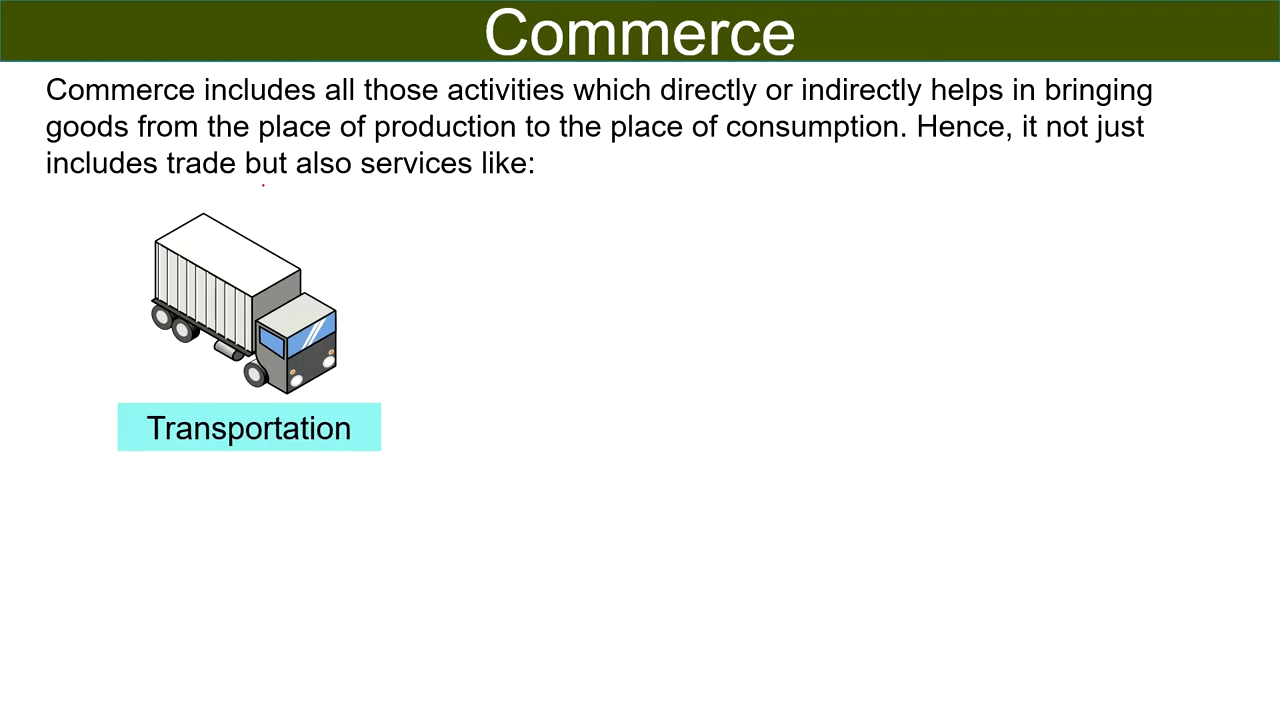 Commerce
Commerce includes all those activities which directly or indirectly helps in bringing
goods from the place of production to the place of consumption. Hence, it not just
includes trade but also services like:
Transportation